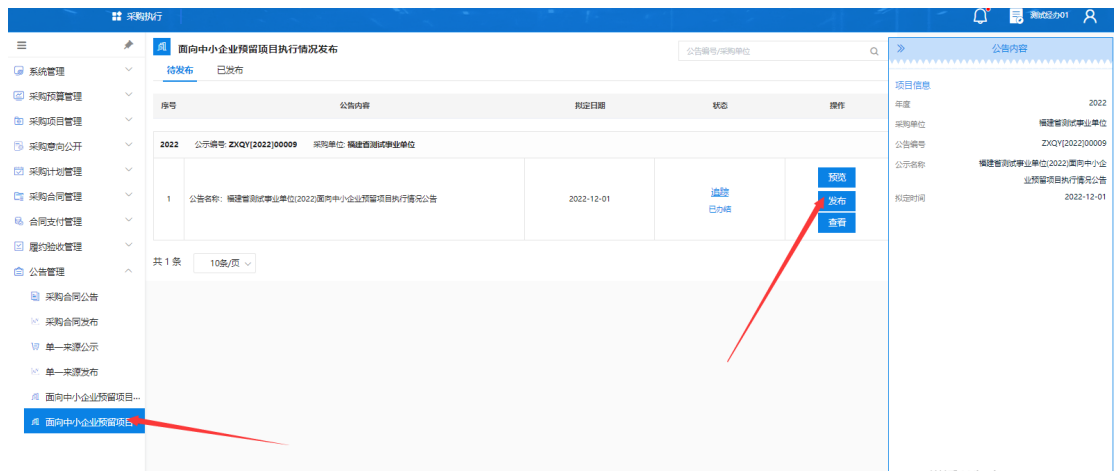 采购执行
测试经办01
系统管理
采购预算管理
采购项目管理
采购意向公开
采购计划管理
采购合同管理
合同支付管理
履约验收管理
公告管理
采购合同公告
采购合同发布
单一来源公示
单一来源发布
面向中小企业预留项目...
面向中小企业预留项目
面向中小企业预留项目执行情况发布
公告编号/采购单位
待发布 已发布
序号 公告内容 拟定日期 状态 操作
2022 公示编号: ZXQY[2022]00009 采购单位: 福建省测试事业单位
1 公告名称：福建省测试事业单位(2022)面向中小企业预留项目执行情况公告 2022-12-01 追踪 已办结
预览
发布
查看
共 1 条 10条/页
公告内容
项目信息
年度 2022
采购单位 福建省测试事业单位
公告编号 ZXQY[2022]00009
公示名称 福建省测试事业单位(2022)面向中小企
业预留项目执行情况公告
拟定时间 2022-12-01